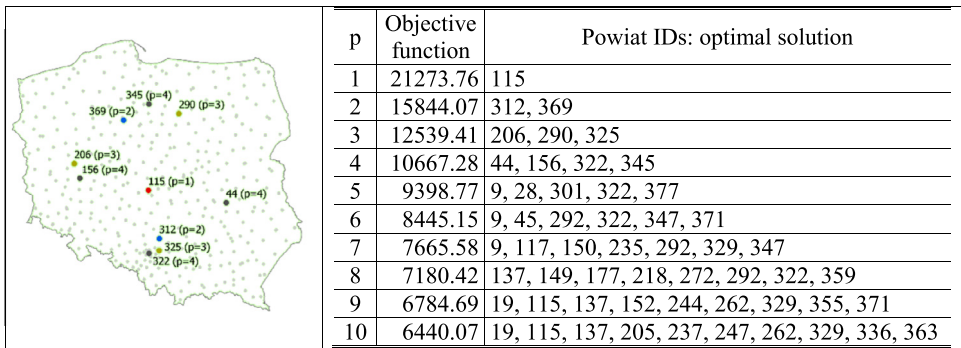 345 (p=4)
290 (p=3)
369 (p=2)
206 (p=3)
156 (p=4)
115 (p=1)
44 (p=4)
312 (p=2)
325 (p=3)
322 (p=4)
p Objective function Powiat IDs: optimal solution
1 21273.76 115
2 15844.07 312, 369
3 12539.41 206, 290, 325
4 10667.28 44, 156, 322, 345
5 9398.77 9, 28, 301, 322, 377
6 8445.15 9, 45, 292, 322, 347, 371
7 7665.58 9, 117, 150, 235, 292, 329, 347
8 7180.42 137, 149, 177, 218, 272, 292, 322, 359
9 6784.69 19, 115, 137, 152, 244, 262, 329, 355, 371
10 6440.07 19, 115, 137, 205, 237, 247, 262, 329, 336, 363